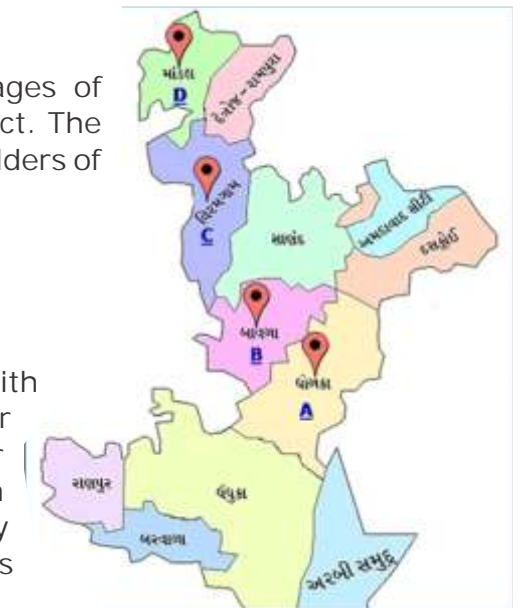 ages of
ct. The
lders of
ith
r
r
n
y
s
માંડલ
D
દેત્રોજ-રામપુરા
વિરમગામ
C
સાણંદ
અમદાવાદ સીટી
દસક્રોઈ
બાવળા
B
ધોળકા
A
રાણપુર
ધંધુકા
બરવાળા
અરબી સમુદ્ર